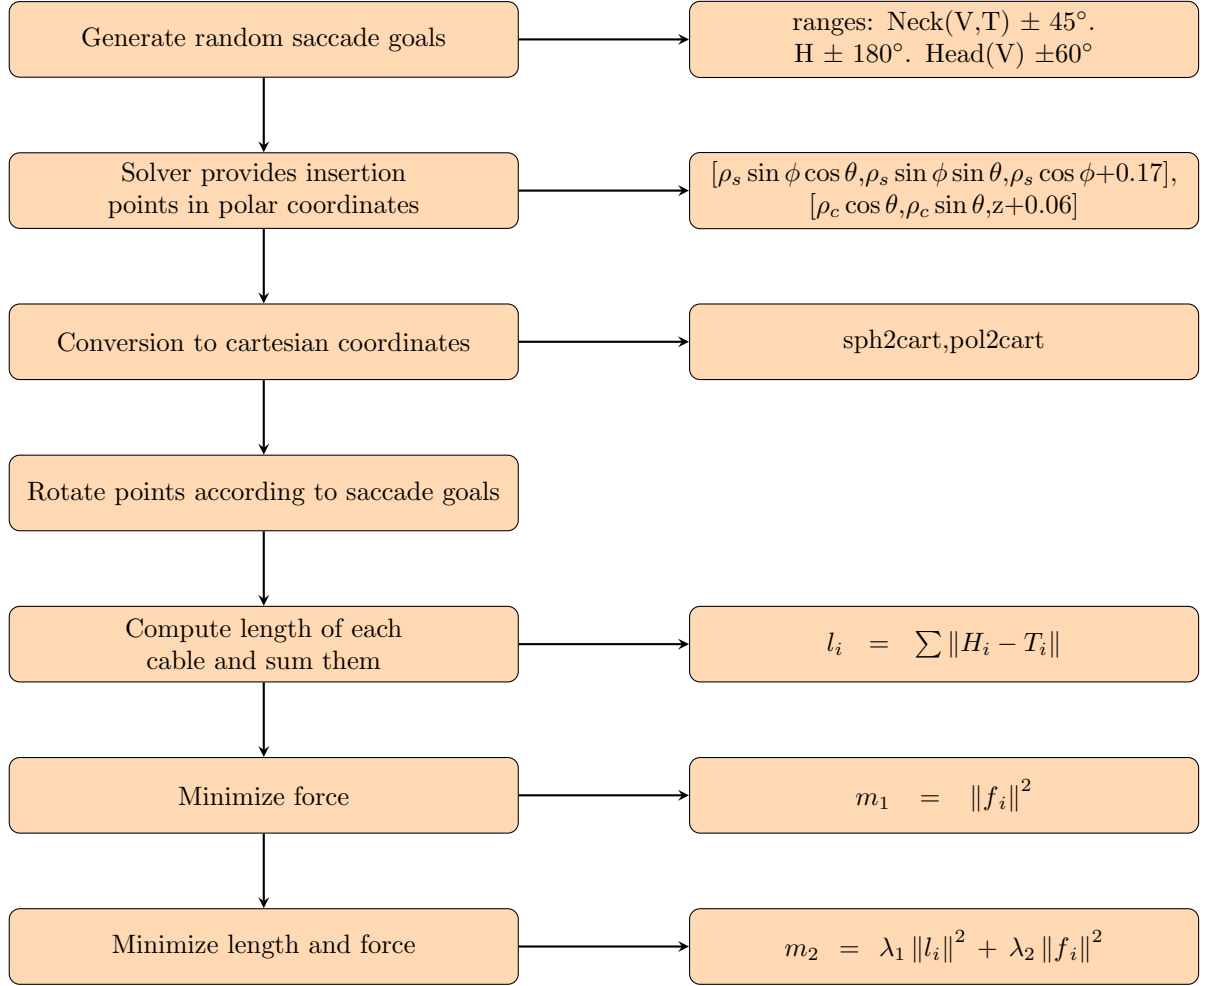 Generate random saccade goals
ranges: Neck(V,T) ± 45°.
H ± 180°. Head(V) ±60°
Solver provides insertion
points in polar coordinates
[ρₛ sin ϕ cos θ,ρₛ sin ϕ sin θ,ρₛ cos ϕ+0.17],
[ρ_c cos θ,ρ_c sin θ,z+0.06]
Conversion to cartesian coordinates
sph2cart,pol2cart
Rotate points according to saccade goals
Compute length of each
cable and sum them
lᵢ = ∑ ‖Hᵢ − Tᵢ‖
Minimize force
m₁ = ‖fᵢ‖²
Minimize length and force
m₂ = λ₁ ‖lᵢ‖² + λ₂ ‖fᵢ‖²